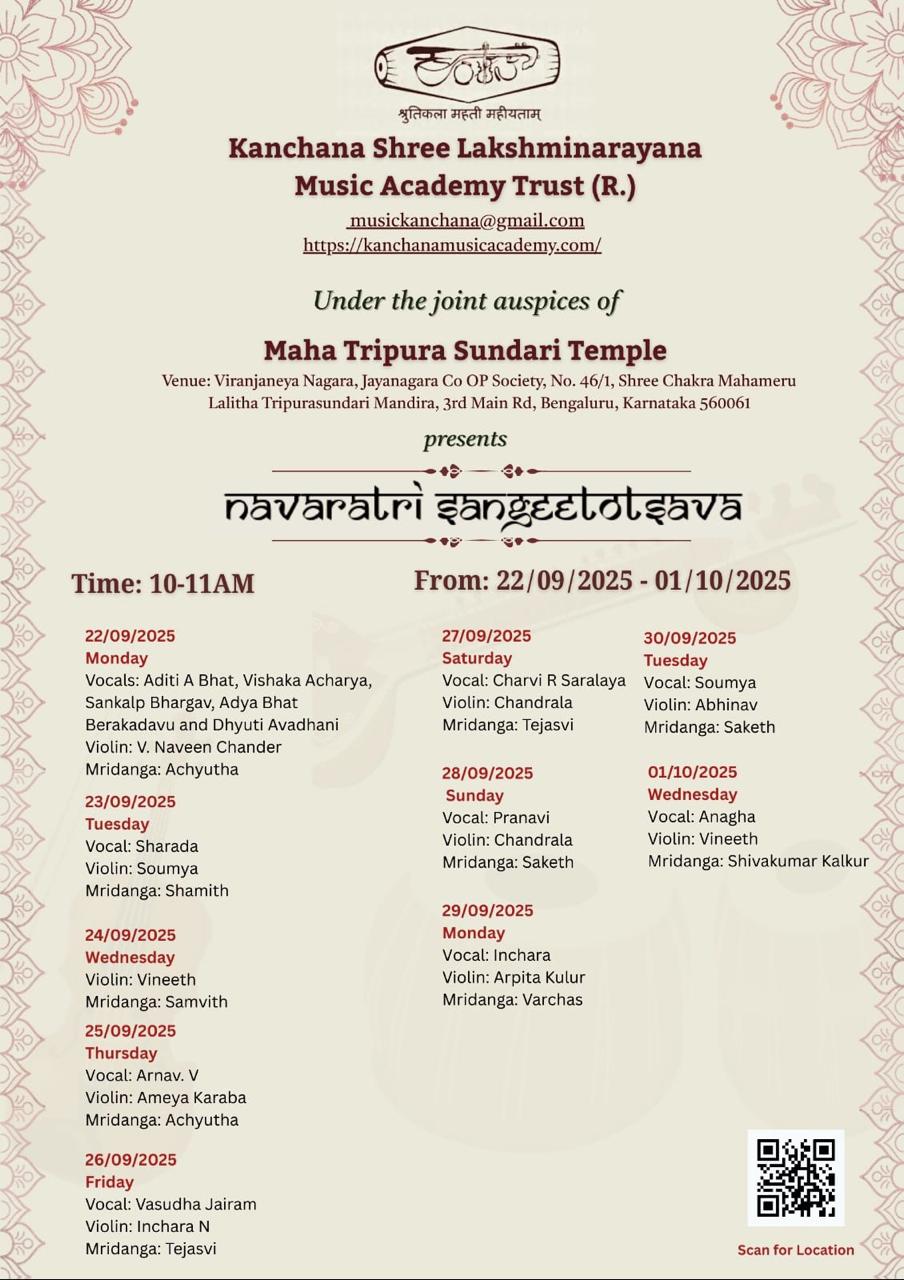 श्रुतिकला महती महीयताम्
Kanchana Shree Lakshminarayana
Music Academy Trust (R.)
musickanchana@gmail.com
https://kanchanamusicacademy.com/
Under the joint auspices of
Maha Tripura Sundari Temple
Venue: Viranjaneya Nagara, Jayanagara Co OP Society, No. 46/1, Shree Chakra Mahameru
Lalitha Tripurasundari Mandira, 3rd Main Rd, Bengaluru, Karnataka 560061
presents
navaratri sangeetotsava
Time: 10-11AM
From: 22/09/2025 - 01/10/2025
22/09/2025
Monday
Vocals: Aditi A Bhat, Vishaka Acharya,
Sankalp Bhargav, Adya Bhat
Berakadavu and Dhyuti Avadhani
Violin: V. Naveen Chander
Mridanga: Achyutha
23/09/2025
Tuesday
Vocal: Sharada
Violin: Soumya
Mridanga: Shamith
24/09/2025
Wednesday
Violin: Vineeth
Mridanga: Samvith
25/09/2025
Thursday
Vocal: Arnav. V
Violin: Ameya Karaba
Mridanga: Achyutha
26/09/2025
Friday
Vocal: Vasudha Jairam
Violin: Inchara N
Mridanga: Tejasvi
27/09/2025
Saturday
Vocal: Charvi R Saralaya
Violin: Chandrala
Mridanga: Tejasvi
28/09/2025
Sunday
Vocal: Pranavi
Violin: Chandrala
Mridanga: Saketh
29/09/2025
Monday
Vocal: Inchara
Violin: Arpita Kulur
Mridanga: Varchas
30/09/2025
Tuesday
Vocal: Soumya
Violin: Abhinav
Mridanga: Saketh
01/10/2025
Wednesday
Vocal: Anagha
Violin: Vineeth
Mridanga: Shivakumar Kalkur
Scan for Location